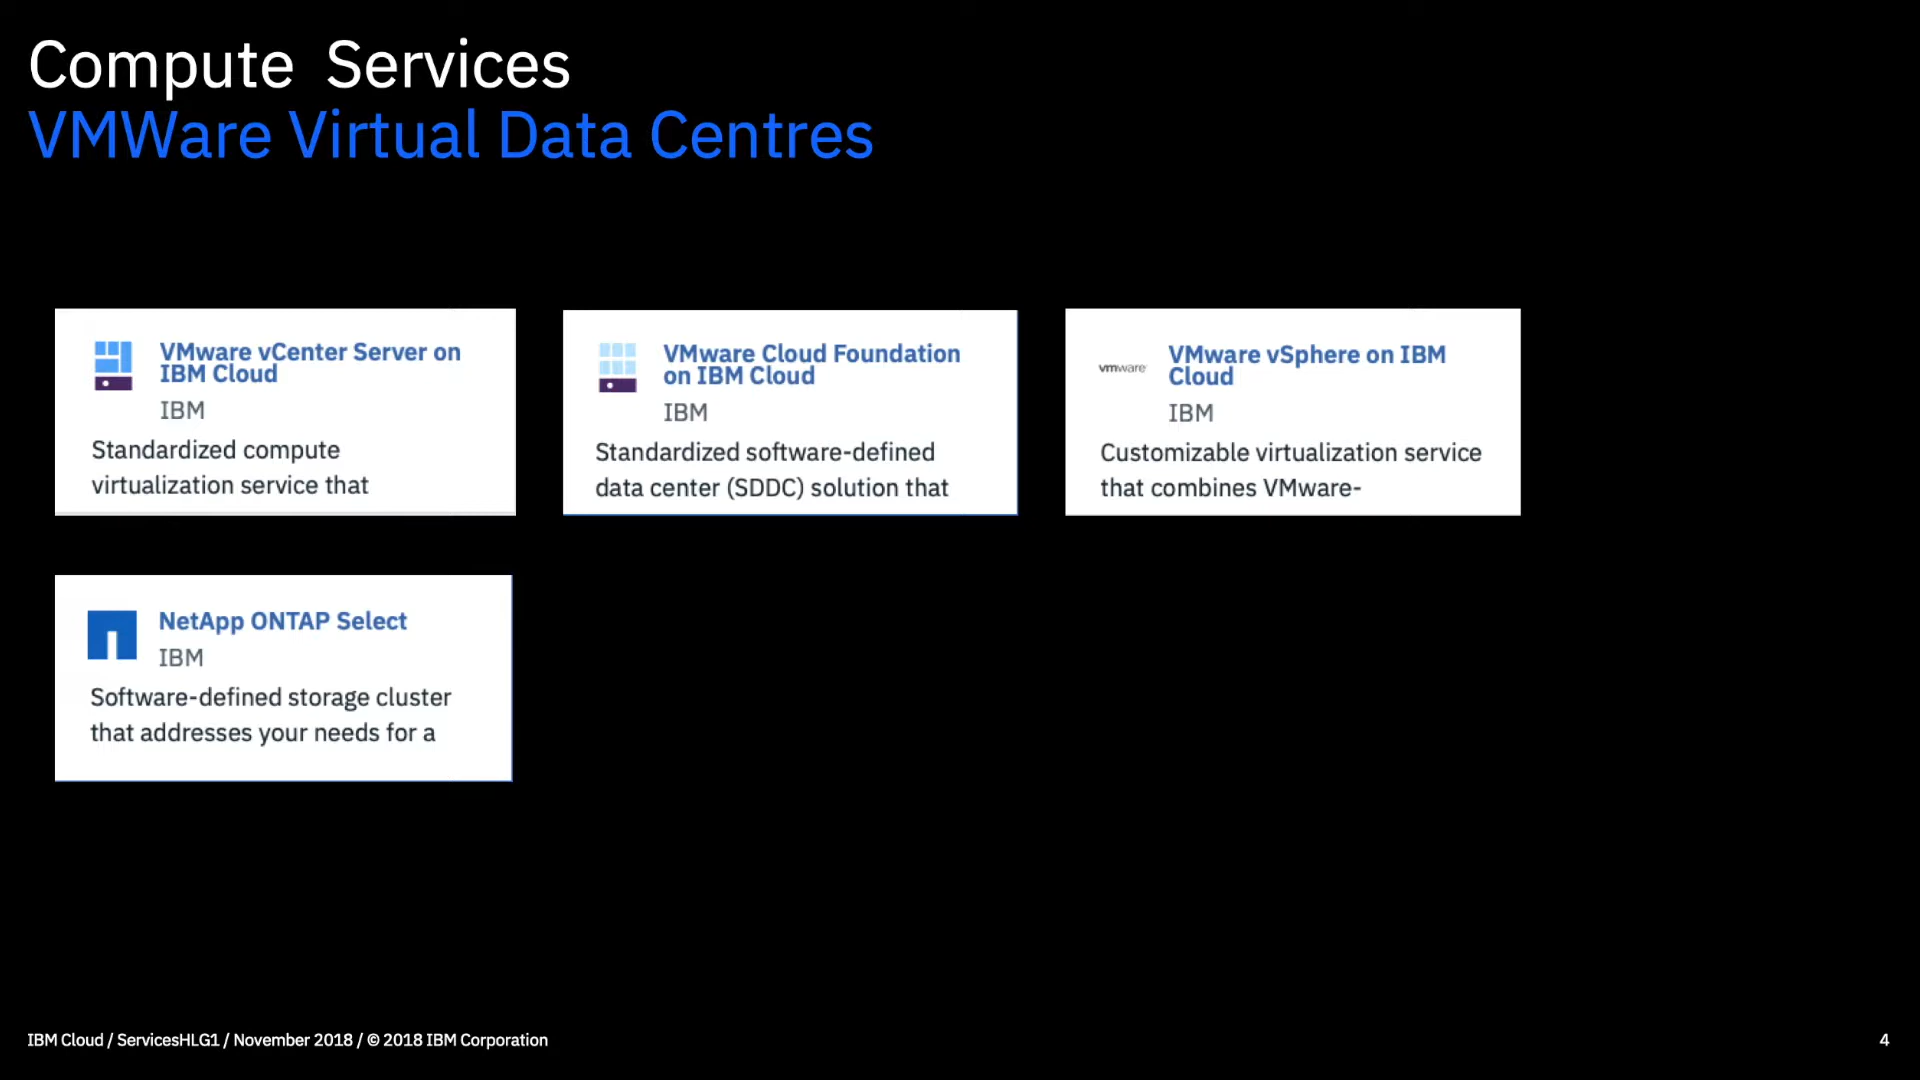 Compute  Services
VMWare Virtual Data Centres
VMware vCenter Server on
IBM Cloud
IBM
Standardized compute
virtualization service that
VMware Cloud Foundation
on IBM Cloud
IBM
Standardized software-defined
data center (SDDC) solution that
vmware
VMware vSphere on IBM
Cloud
IBM
Customizable virtualization service
that combines VMware-
NetApp ONTAP Select
IBM
Software-defined storage cluster
that addresses your needs for a
IBM Cloud / ServicesHLG1 / November 2018 / © 2018 IBM Corporation
4